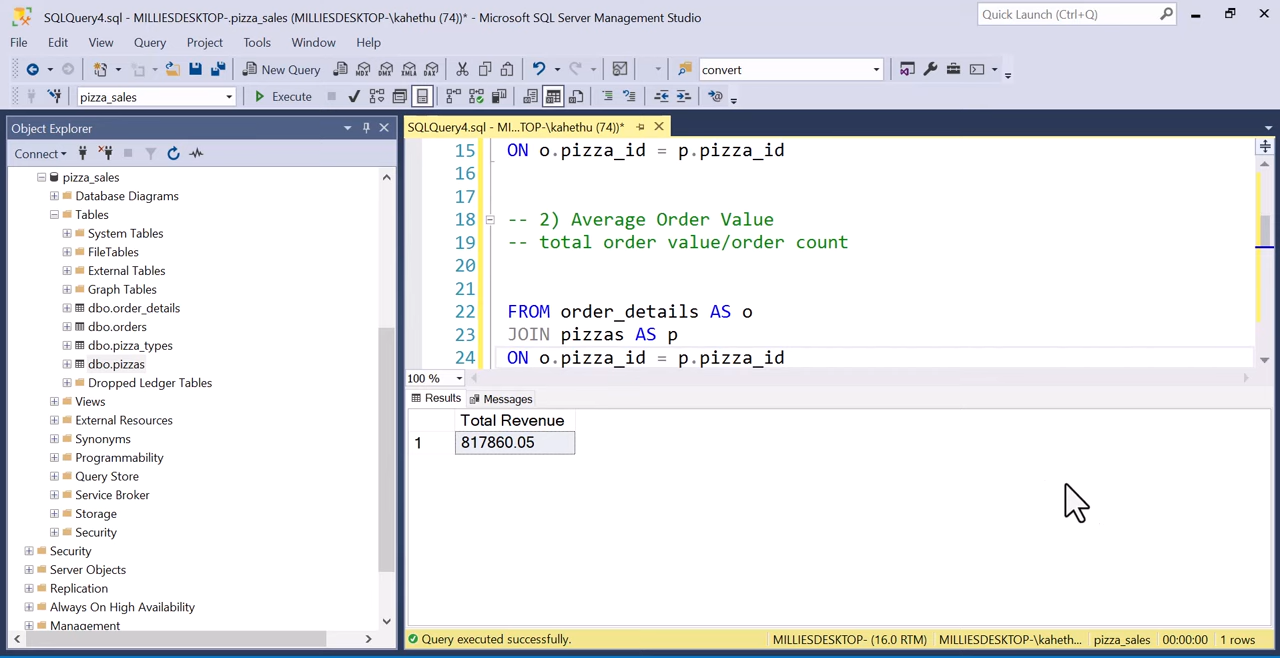 SQLQuery4.sql - MILLIESDESKTOP-.pizza_sales (MILLIESDESKTOP-\kahethu (74))* - Microsoft SQL Server Management Studio
Quick Launch (Ctrl+Q)
File Edit View Query Project Tools Window Help
New Query MDX DMX XMLA DAX convert
pizza_sales Execute
Object Explorer
Connect
pizza_sales
Database Diagrams
Tables
System Tables
FileTables
External Tables
Graph Tables
dbo.order_details
dbo.orders
dbo.pizza_types
dbo.pizzas
Dropped Ledger Tables
Views
External Resources
Synonyms
Programmability
Query Store
Service Broker
Storage
Security
Security
Server Objects
Replication
Always On High Availability
Management
SQLQuery4.sql - MI...TOP-\kahethu (74))*
15 ON o.pizza_id = p.pizza_id
16
17
18 -- 2) Average Order Value
19 -- total order value/order count
20
21
22 FROM order_details AS o
23 JOIN pizzas AS p
24 ON o.pizza_id = p.pizza_id
100 %
Results Messages
Total Revenue
1 817860.05
Query executed successfully. MILLIESDESKTOP- (16.0 RTM) MILLIESDESKTOP-\kaheth... pizza_sales 00:00:00 1 rows